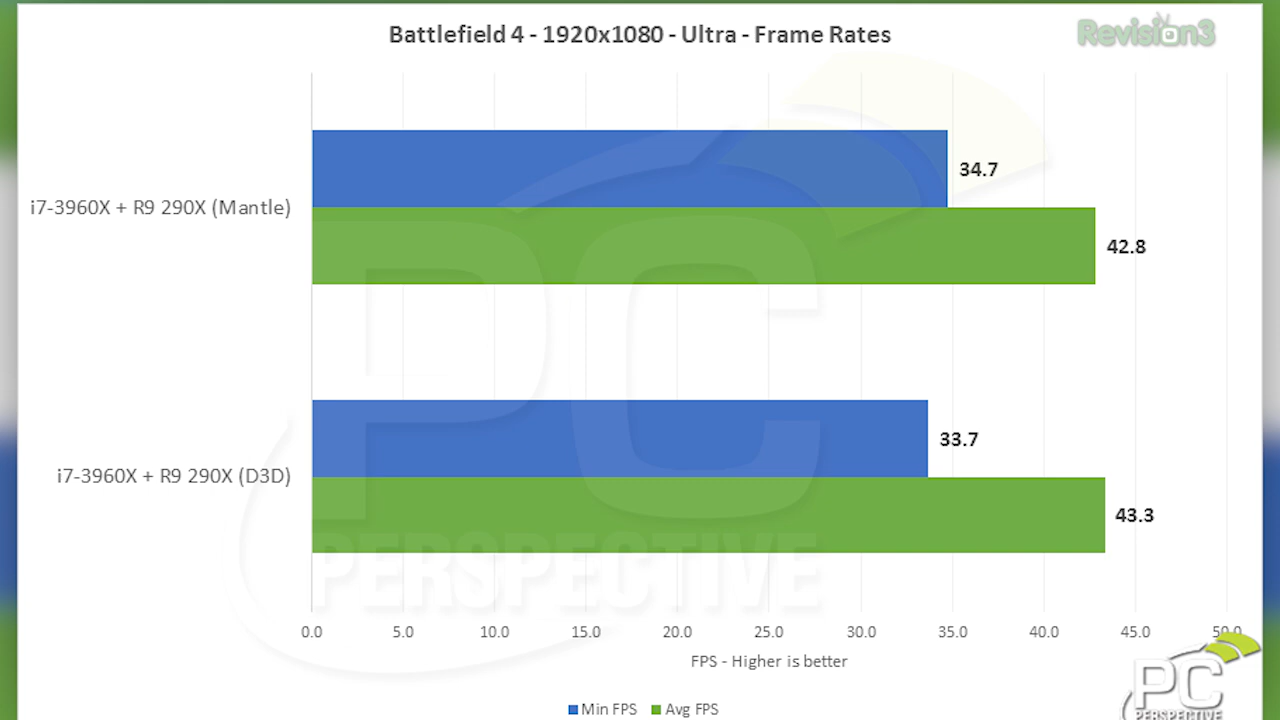 Battlefield 4 - 1920x1080 - Ultra - Frame Rates
Revision3
tv
34.7
i7-3960X + R9 290X (Mantle)
42.8
33.7
i7-3960X + R9 290X (D3D)
43.3
PC
PERSPECTIVE
0.0 5.0 10.0 15.0 20.0 25.0 30.0 35.0 40.0 45.0 50.0
FPS - Higher is better
Min FPS Avg FPS
PC
PERSPECTIVE